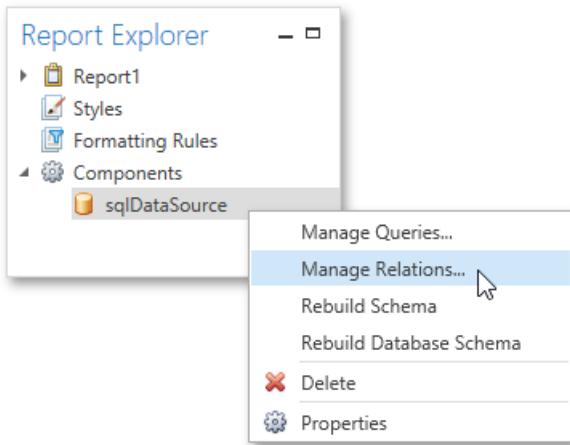 Report Explorer
Report1
Styles
Formatting Rules
Components
sqlDataSource
Manage Queries...
Manage Relations...
Rebuild Schema
Rebuild Database Schema
Delete
Properties